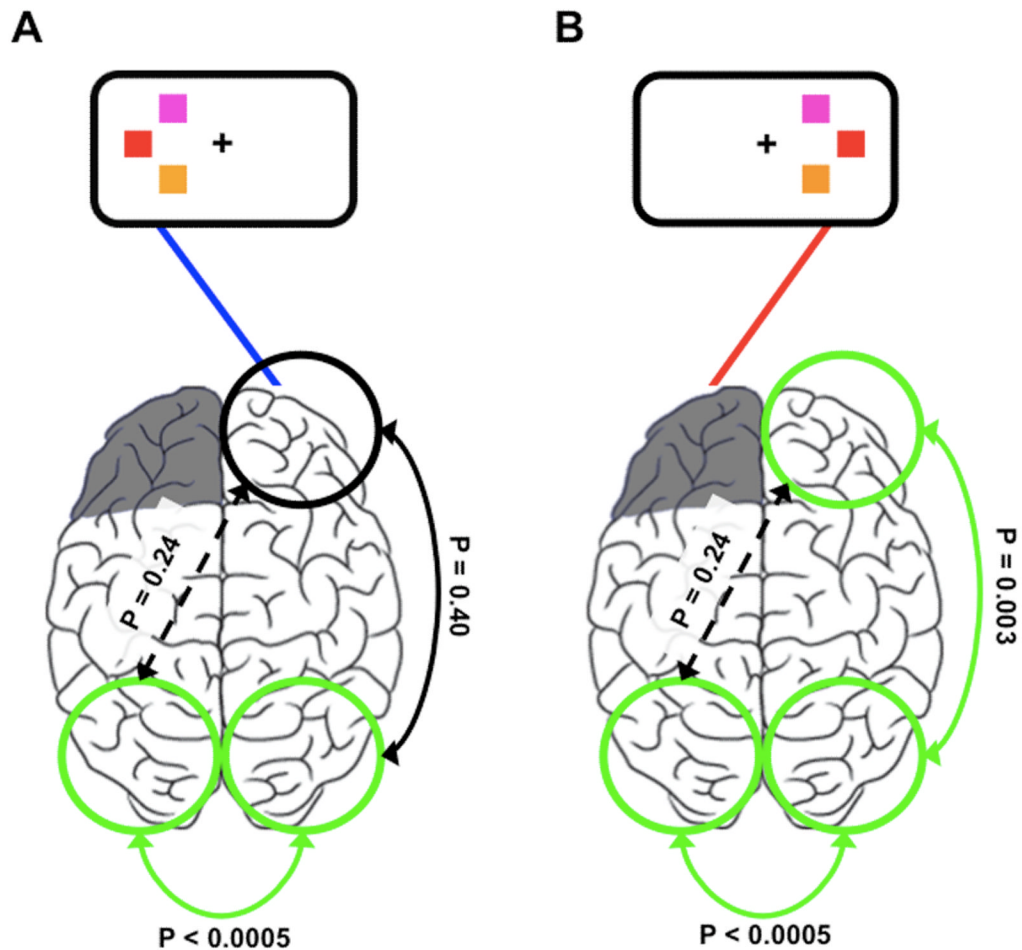 A
B
+
+
P = 0.24
P = 0.40
P = 0.24
P = 0.003
P < 0.0005
P < 0.0005